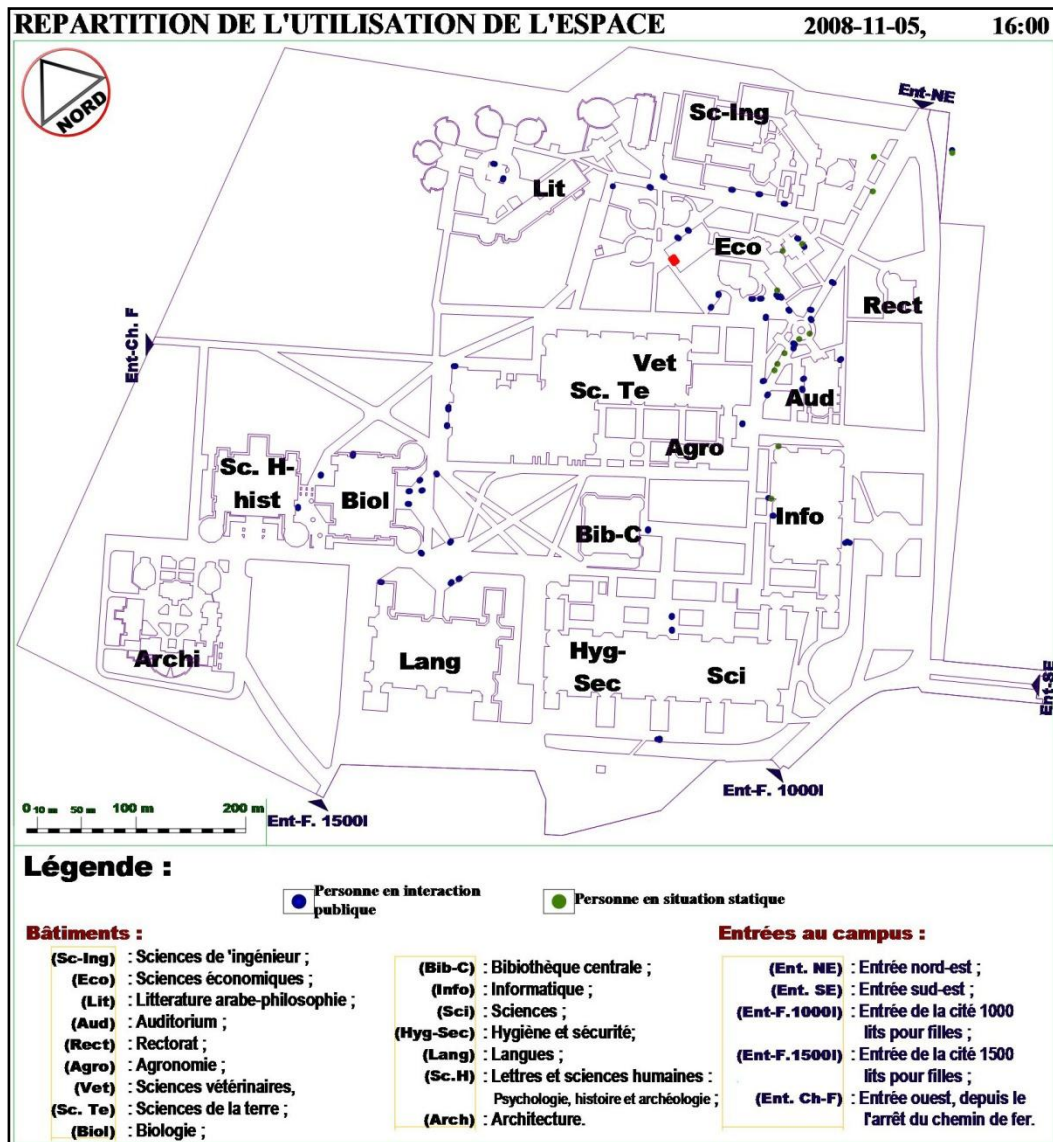 REPARTITION DE L'UTILISATION DE L'ESPACE 2008-11-05, 16:00
NORD
Ent-NE
Sc-Ing
Lit
Eco
Rect
Ent-Ch. F
Vet
Sc. Te
Aud
Agro
Sc. H-
hist
Biol
Info
Bib-C
Archi
Lang
Hyg-
Sec
Sci
Ent-SE
Ent-F. 1000l
Ent-F. 1500l
0 10 m 50 m 100 m 200 m
Légende :
Personne en interaction
publique
Personne en situation statique
Bâtiments :
(Sc-Ing) : Sciences de 'ingénieur ;
(Eco) : Sciences économiques ;
(Lit) : Litterature arabe-philosophie ;
(Aud) : Auditorium ;
(Rect) : Rectorat ;
(Agro) : Agronomie ;
(Vet) : Sciences vétérinaires,
(Sc. Te) : Sciences de la terre ;
(Biol) : Biologie ;
(Bib-C) : Bibiothèque centrale ;
(Info) : Informatique ;
(Sci) : Sciences ;
(Hyg-Sec) : Hygiène et sécurité;
(Lang) : Langues ;
(Sc.H) : Lettres et sciences humaines :
Psychologie, histoire et archéologie ;
(Arch) : Architecture.
Entrées au campus :
(Ent. NE) : Entrée nord-est ;
(Ent. SE) : Entrée sud-est ;
(Ent-F.1000l) : Entrée de la cité 1000
lits pour filles ;
(Ent-F.1500l) : Entrée de la cité 1500
lits pour filles ;
(Ent. Ch-F) : Entrée ouest, depuis le
l'arrêt du chemin de fer.